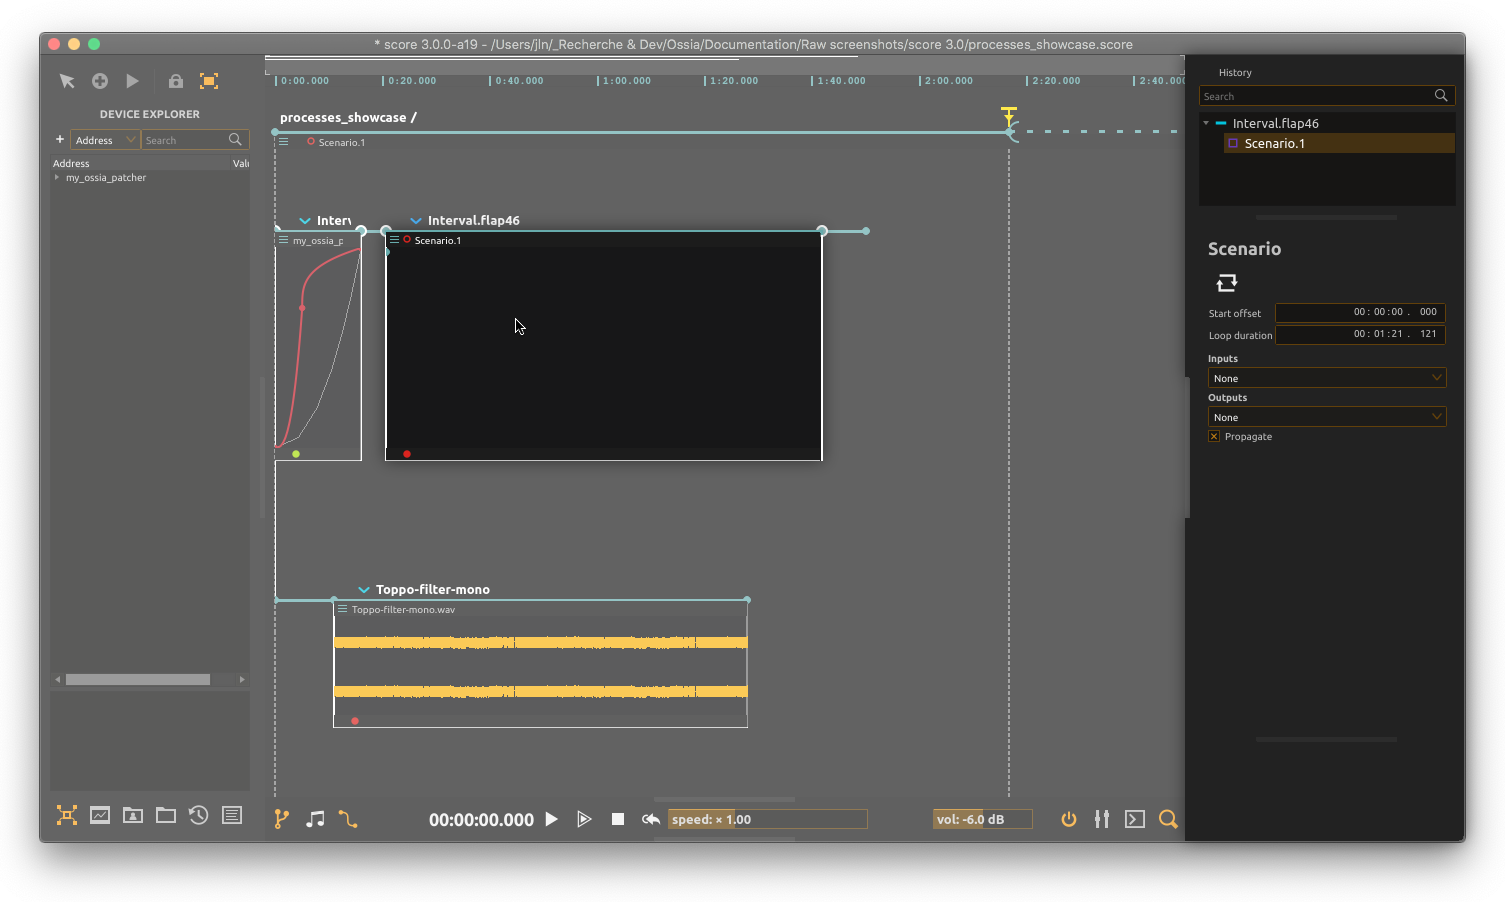 * score 3.0.0-a19 - /Users/jln/_Recherche & Dev/Ossia/Documentation/Raw screenshots/score 3.0/processes_showcase.score
DEVICE EXPLORER
+ Address Search
Address Valu
my_ossia_patcher
0:00.000 0:20.000 0:40.000 1:00.000 1:20.000 1:40.000 2:00.000 2:20.000 2:40.00
processes_showcase /
Scenario.1
Interv
Interval.flap46
my_ossia_p
Scenario.1
Toppo-filter-mono
Toppo-filter-mono.wav
00:00:00.000
speed: × 1.00
vol: -6.0 dB
History
Search
Interval.flap46
Scenario.1
Scenario
Start offset 00:00:00 . 000
Loop duration 00:01:21 . 121
Inputs
None
Outputs
None
Propagate